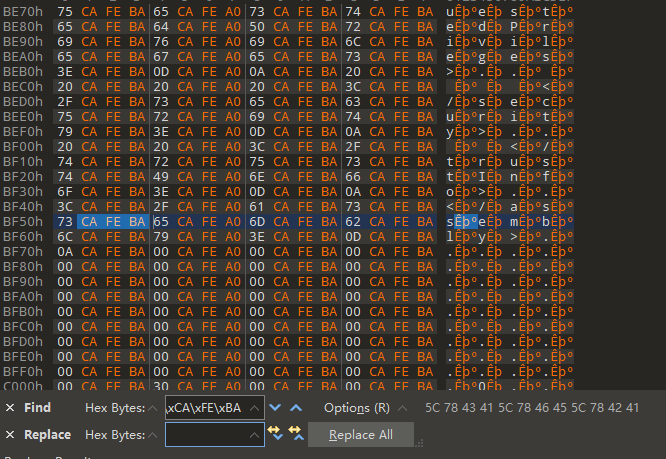 BE70h 75 CA FE BA 65 CA FE A0 73 CA FE BA 74 CA FE BA uÊþºeÊþ sÊþºtÊþº
BE80h 65 CA FE BA 64 CA FE A0 50 CA FE BA 72 CA FE BA eÊþºdÊþ PÊþºrÊþº
BE90h 69 CA FE BA 76 CA FE A0 69 CA FE BA 6C CA FE BA iÊþºvÊþ iÊþºlÊþº
BEA0h 65 CA FE BA 67 CA FE A0 65 CA FE BA 73 CA FE BA eÊþºgÊþ eÊþºsÊþº
BEB0h 3E CA FE BA 0D CA FE A0 0A CA FE BA 20 CA FE BA >Êþº.Êþ .Êþº Êþº
BEC0h 20 CA FE BA 20 CA FE A0 20 CA FE BA 3C CA FE BA  Êþº Êþ  Êþº<Êþº
BED0h 2F CA FE BA 73 CA FE A0 65 CA FE BA 63 CA FE BA /ÊþºsÊþ eÊþºcÊþº
BEE0h 75 CA FE BA 72 CA FE A0 69 CA FE BA 74 CA FE BA uÊþºrÊþ iÊþºtÊþº
BEF0h 79 CA FE BA 3E CA FE A0 0D CA FE BA 0A CA FE BA yÊþº>Êþ .Êþº.Êþº
BF00h 20 CA FE BA 20 CA FE A0 3C CA FE BA 2F CA FE BA  Êþº Êþ <Êþº/Êþº
BF10h 74 CA FE BA 72 CA FE A0 75 CA FE BA 73 CA FE BA tÊþºrÊþ uÊþºsÊþº
BF20h 74 CA FE BA 49 CA FE A0 6E CA FE BA 66 CA FE BA tÊþºIÊþ nÊþºfÊþº
BF30h 6F CA FE BA 3E CA FE A0 0D CA FE BA 0A CA FE BA oÊþº>Êþ .Êþº.Êþº
BF40h 3C CA FE BA 2F CA FE A0 61 CA FE BA 73 CA FE BA <Êþº/Êþ aÊþºsÊþº
BF50h 73 CA FE BA 65 CA FE A0 6D CA FE BA 62 CA FE BA sÊþºeÊþ mÊþºbÊþº
BF60h 6C CA FE BA 79 CA FE A0 3E CA FE BA 0D CA FE BA lÊþºyÊþ >Êþº.Êþº
BF70h 0A CA FE BA 00 CA FE A0 00 CA FE BA 00 CA FE BA .Êþº.Êþ .Êþº.Êþº
BF80h 00 CA FE BA 00 CA FE A0 00 CA FE BA 00 CA FE BA .Êþº.Êþ .Êþº.Êþº
BF90h 00 CA FE BA 00 CA FE A0 00 CA FE BA 00 CA FE BA .Êþº.Êþ .Êþº.Êþº
BFA0h 00 CA FE BA 00 CA FE A0 00 CA FE BA 00 CA FE BA .Êþº.Êþ .Êþº.Êþº
BFB0h 00 CA FE BA 00 CA FE A0 00 CA FE BA 00 CA FE BA .Êþº.Êþ .Êþº.Êþº
BFC0h 00 CA FE BA 00 CA FE A0 00 CA FE BA 00 CA FE BA .Êþº.Êþ .Êþº.Êþº
BFD0h 00 CA FE BA 00 CA FE A0 00 CA FE BA 00 CA FE BA .Êþº.Êþ .Êþº.Êþº
BFE0h 00 CA FE BA 00 CA FE A0 00 CA FE BA 00 CA FE BA .Êþº.Êþ .Êþº.Êþº
BFF0h 00 CA FE BA 00 CA FE A0 00 CA FE BA 00 CA FE BA .Êþº.Êþ .Êþº.Êþº
Find Hex Bytes: \xCA\xFE\xBA Options (R) 5C 78 43 41 5C 78 46 45 5C 78 42 41
Replace Hex Bytes: Replace All